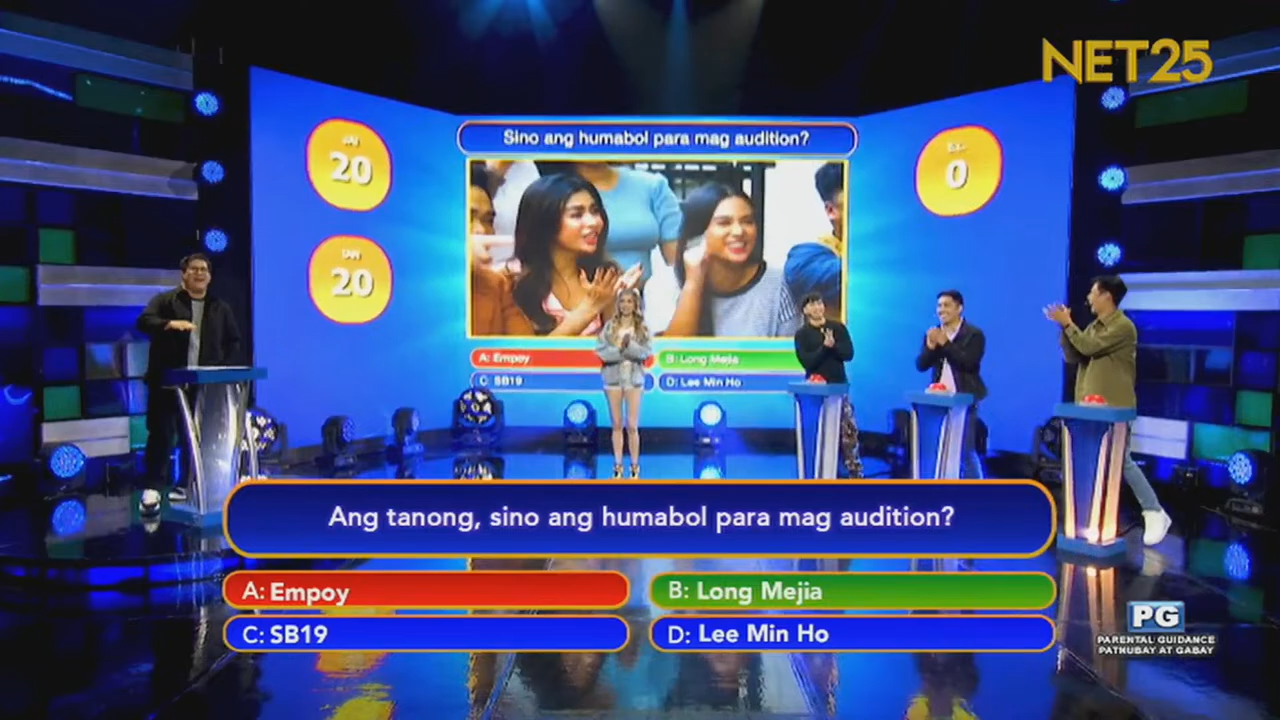 NET25
Sino ang humabol para mag audition?
20
0
20
A: Empoy
B: Long Mejia
C: SB19
D: Lee Min Ho
Ang tanong, sino ang humabol para mag audition?
A: Empoy
B: Long Mejia
C: SB19
D: Lee Min Ho
PG
PARENTAL GUIDANCE
PATNUBAY AT GABAY